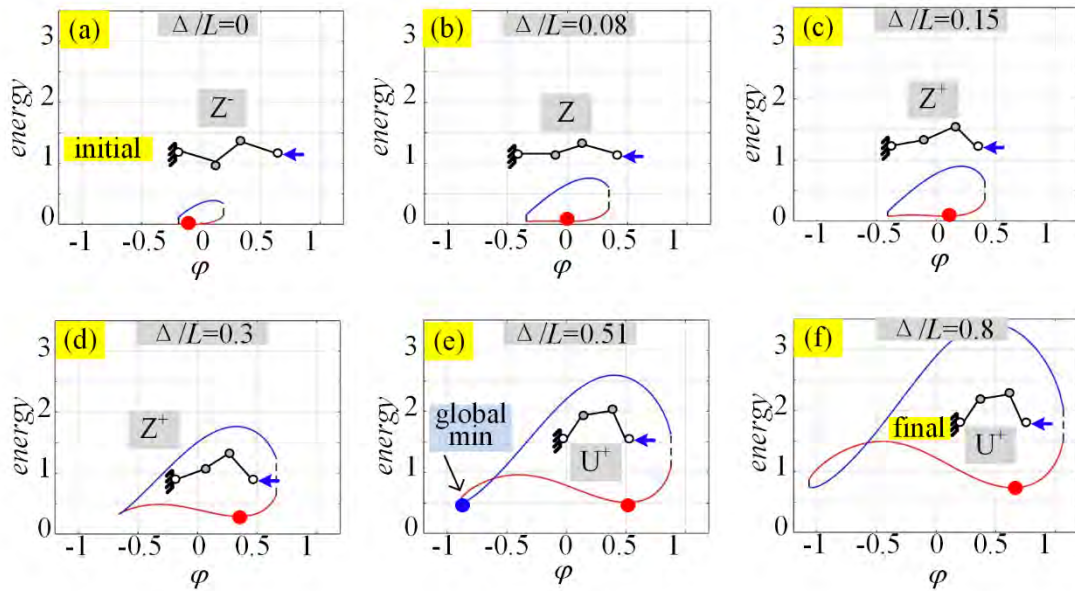 (a)
Δ/L=0
3
2
1
0
energy
Z⁻
initial
-1
-0.5
0
0.5
1
φ
(b)
Δ/L=0.08
3
2
1
0
energy
Z
-1
-0.5
0
0.5
1
φ
(c)
Δ/L=0.15
3
2
1
0
energy
Z⁺
-1
-0.5
0
0.5
1
φ
(d)
Δ/L=0.3
3
2
1
0
energy
Z⁺
-1
-0.5
0
0.5
1
φ
(e)
Δ/L=0.51
3
2
1
0
energy
global
min
U⁺
-1
-0.5
0
0.5
1
φ
(f)
Δ/L=0.8
3
2
1
0
energy
final
U⁺
-1
-0.5
0
0.5
1
φ